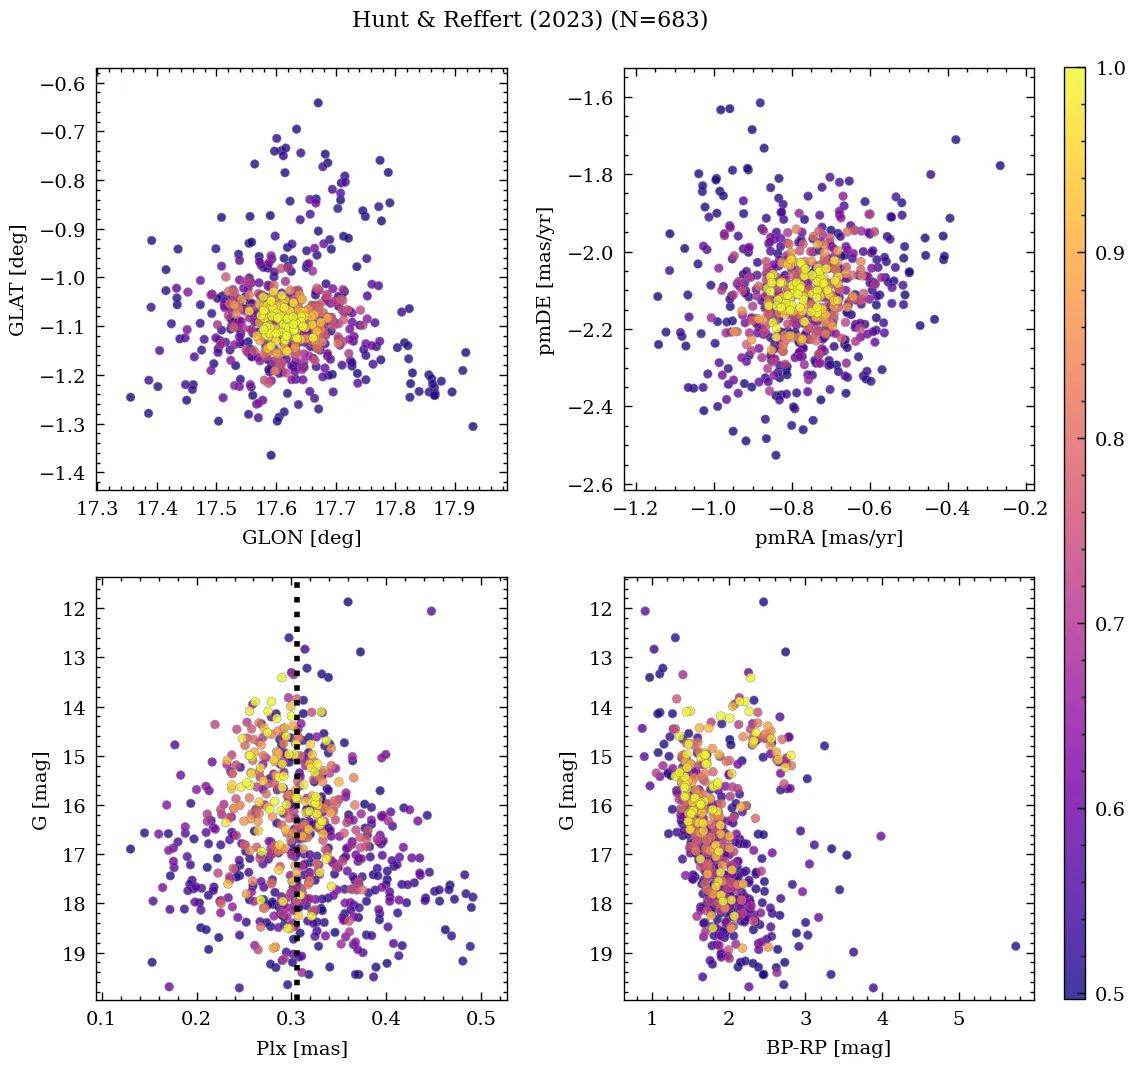 Hunt & Reffert (2023) (N=683)
−0.6
−0.7
−0.8
−0.9
−1.0
−1.1
−1.2
−1.3
−1.4
GLAT [deg]
17.3 17.4 17.5 17.6 17.7 17.8 17.9
GLON [deg]
−1.6
−1.8
−2.0
−2.2
−2.4
−2.6
pmDE [mas/yr]
−1.2 −1.0 −0.8 −0.6 −0.4 −0.2
pmRA [mas/yr]
12
13
14
15
16
17
18
19
G [mag]
0.1 0.2 0.3 0.4 0.5
Plx [mas]
12
13
14
15
16
17
18
19
G [mag]
1 2 3 4 5
BP-RP [mag]
1.0
0.9
0.8
0.7
0.6
0.5